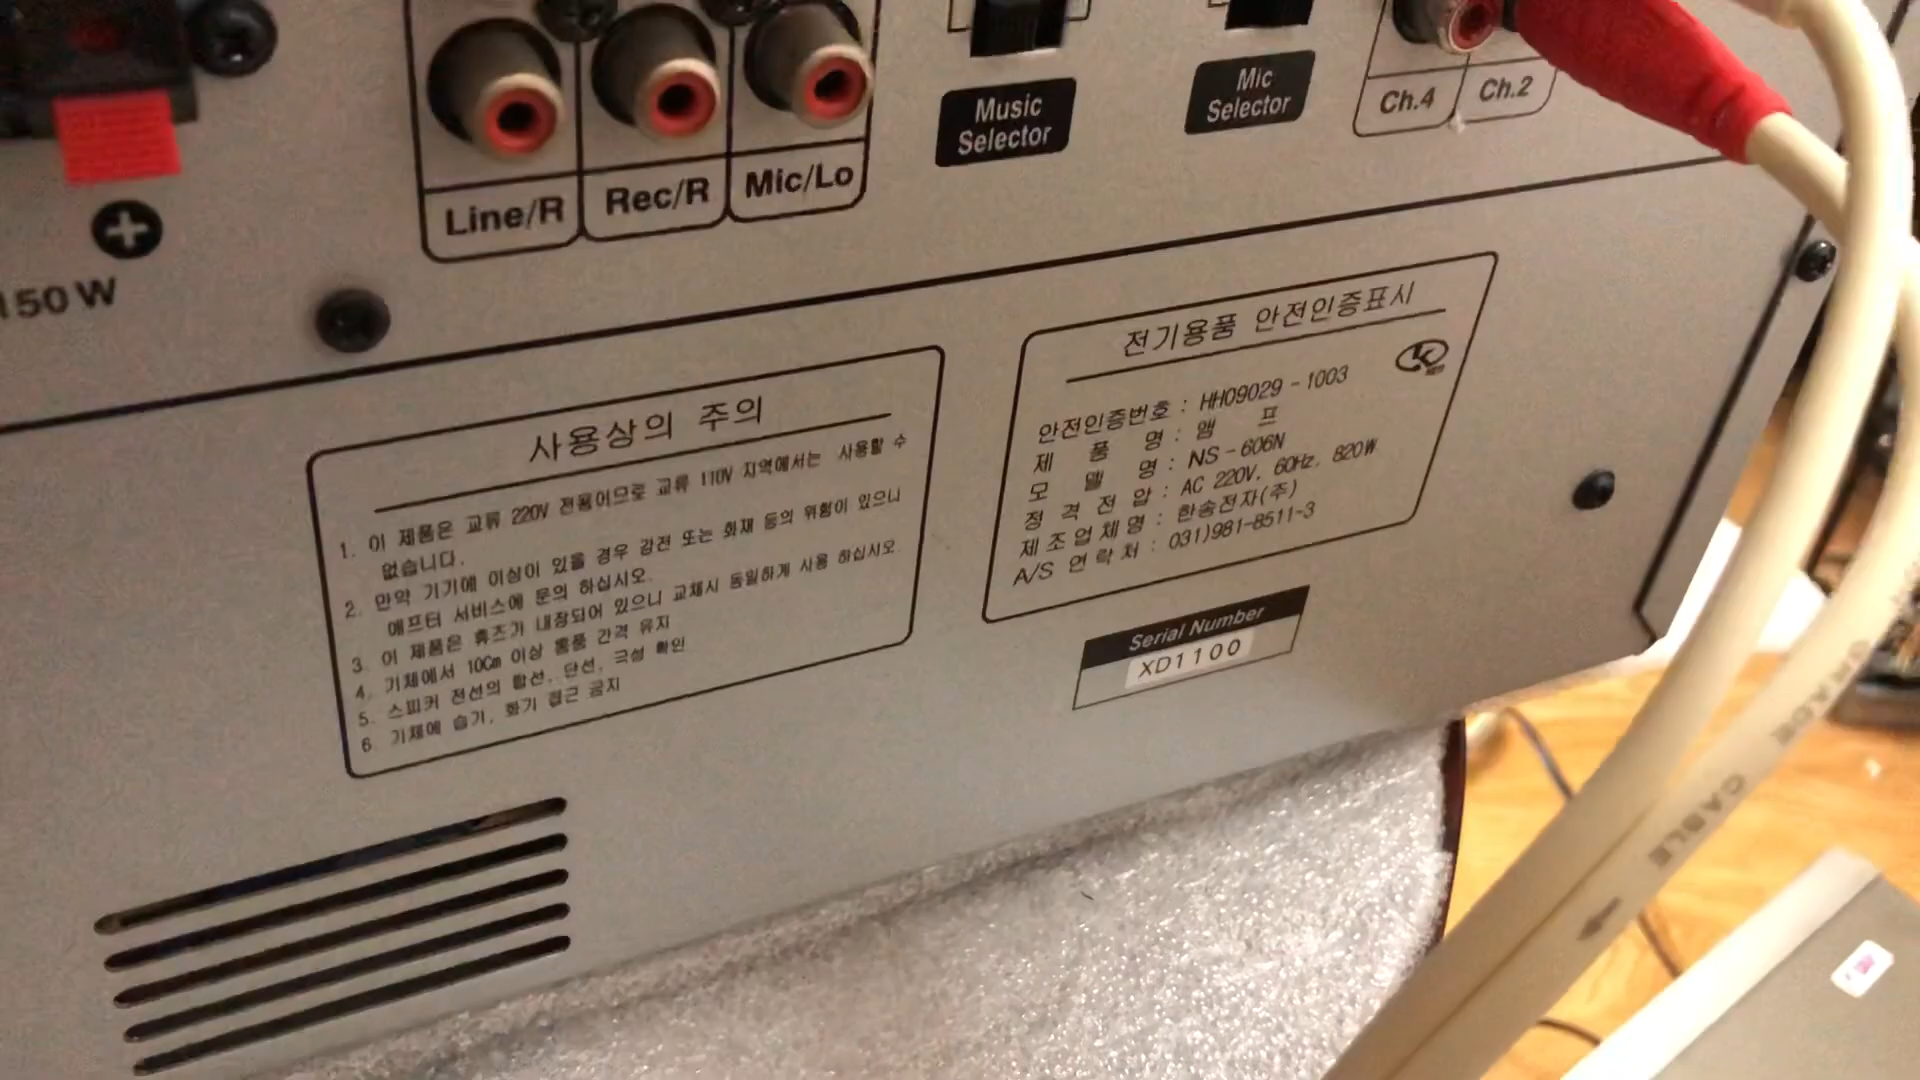 Line/R
Rec/R
Mic/Lo
Music
Selector
Mic
Selector
Ch.4
Ch.2
150 W
사용상의 주의
1. 이 제품은 교류 220V 전용이므로 교류 110V 지역에서는 사용할 수
없습니다.
2. 만약 기기에 이상이 있을 경우 감전 또는 화재 등의 위험이 있으니
애프터 서비스에 문의 하십시오.
3. 이 제품은 휴즈가 내장되어 있으니 교체시 동일하게 사용 하십시오.
4. 기체에서 10Cm 이상 통풍 간격 유지
5. 스피커 전선의 합선, 단선, 극성 확인
6. 기체에 습기, 화기 접근 금지
전기용품 안전인증표시
안전인증번호 : HH09029-1003
제 품 명 : 앰 프
모 델 명 : NS-606N
정 격 전 압 : AC 220V, 60Hz, 820W
제조업체명 : 한송전자(주)
A/S 연락처 : 031)981-8511-3
Serial Number
XD1100
CABLE